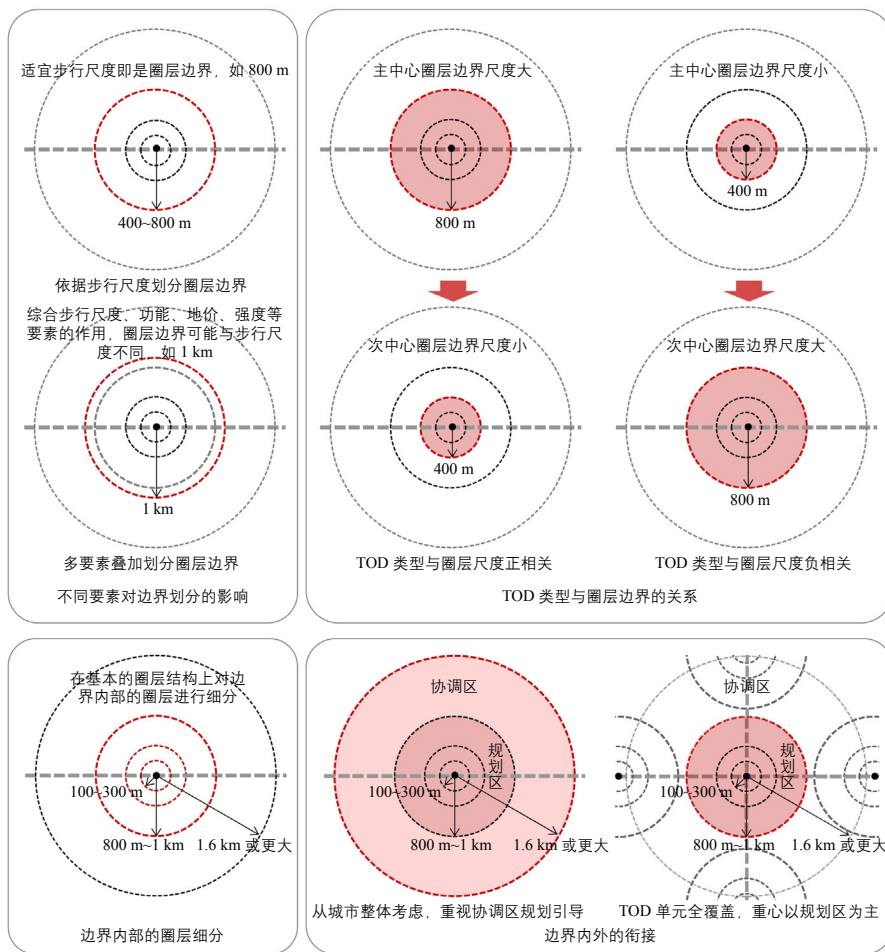 适宜步行尺度即是圈层边界，如 800 m
400~800 m
依据步行尺度划分圈层边界
综合步行尺度、功能、地价、强度等
要素的作用，圈层边界可能与步行尺
度不同，如 1 km
1 km
多要素叠加划分圈层边界
不同要素对边界划分的影响
主中心圈层边界尺度大
800 m
主中心圈层边界尺度小
400 m
次中心圈层边界尺度小
400 m
次中心圈层边界尺度大
800 m
TOD 类型与圈层尺度正相关
TOD 类型与圈层尺度负相关
TOD 类型与圈层边界的关系
在基本的圈层结构上对边
界内部的圈层进行细分
100~300 m
800 m~1 km
1.6 km 或更大
边界内部的圈层细分
协调区
规划区
100~300 m
800 m~1 km
1.6 km 或更大
从城市整体考虑，重视协调区规划引导
协调区
规划区
100~300 m
800 m~1 km
1.6 km 或更大
TOD 单元全覆盖，重心以规划区为主
边界内外的衔接